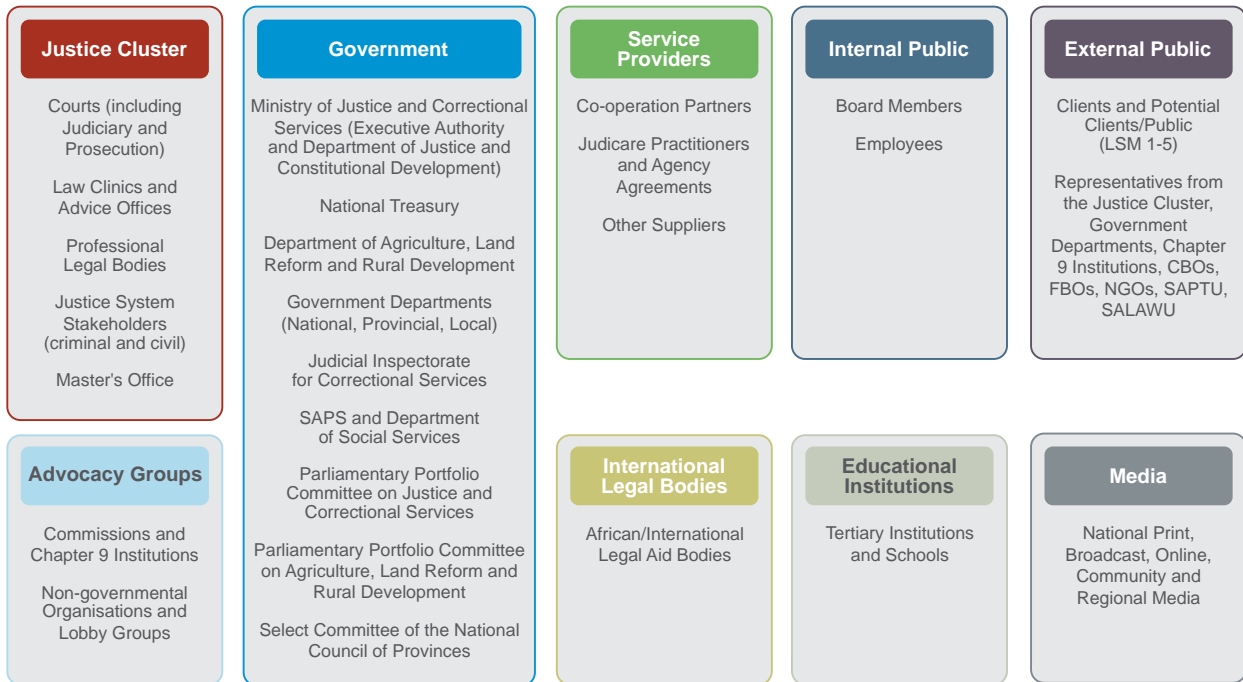 Justice Cluster
Courts (including
Judiciary and
Prosecution)
Law Clinics and
Advice Offices
Professional
Legal Bodies
Justice System
Stakeholders
(criminal and civil)
Master's Office
Government
Ministry of Justice and Correctional
Services (Executive Authority
and Department of Justice and
Constitutional Development)
National Treasury
Department of Agriculture, Land
Reform and Rural Development
Government Departments
(National, Provincial, Local)
Judicial Inspectorate
for Correctional Services
SAPS and Department
of Social Services
Parliamentary Portfolio
Committee on Justice and
Correctional Services
Parliamentary Portfolio Committee
on Agriculture, Land Reform and
Rural Development
Select Committee of the National
Council of Provinces
Service
Providers
Co-operation Partners
Judicare Practitioners
and Agency
Agreements
Other Suppliers
Internal Public
Board Members
Employees
External Public
Clients and Potential
Clients/Public
(LSM 1-5)
Representatives from
the Justice Cluster,
Government
Departments, Chapter
9 Institutions, CBOs,
FBOs, NGOs, SAPTU,
SALAWU
Advocacy Groups
Commissions and
Chapter 9 Institutions
Non-governmental
Organisations and
Lobby Groups
International
Legal Bodies
African/International
Legal Aid Bodies
Educational
Institutions
Tertiary Institutions
and Schools
Media
National Print,
Broadcast, Online,
Community and
Regional Media